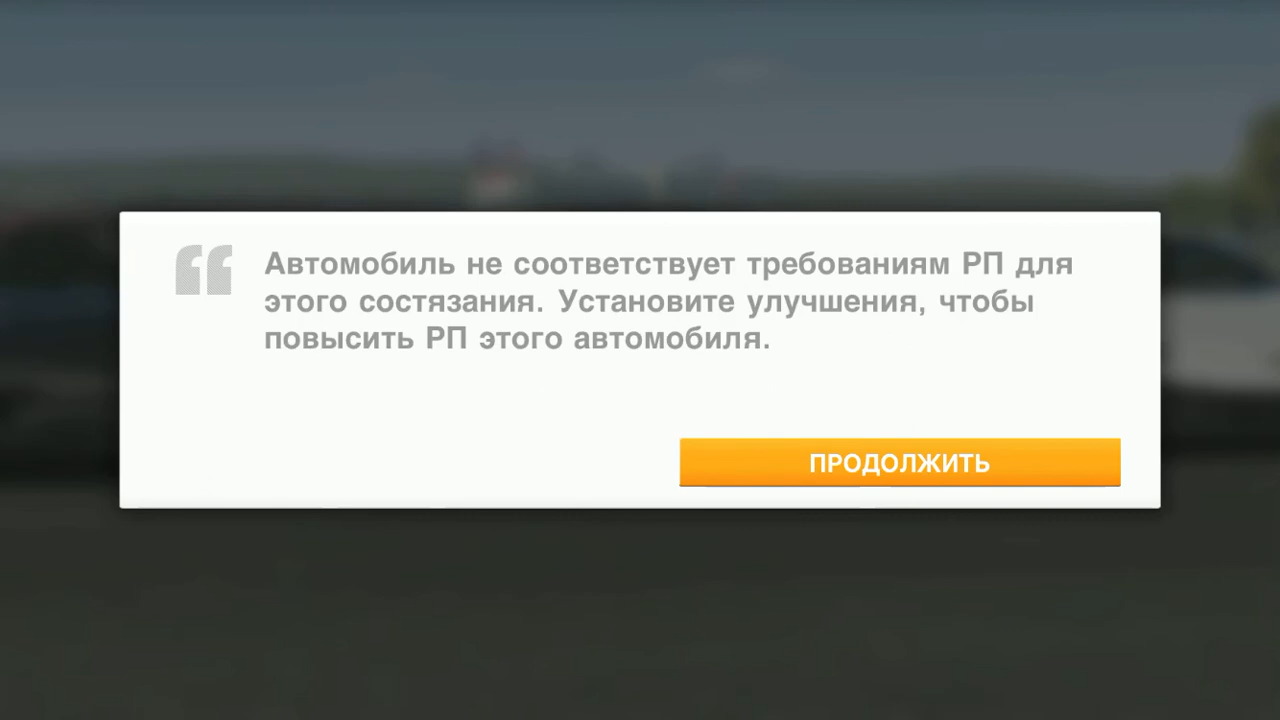 Автомобиль не соответствует требованиям РП для
этого состязания. Установите улучшения, чтобы
повысить РП этого автомобиля.
ПРОДОЛЖИТЬ